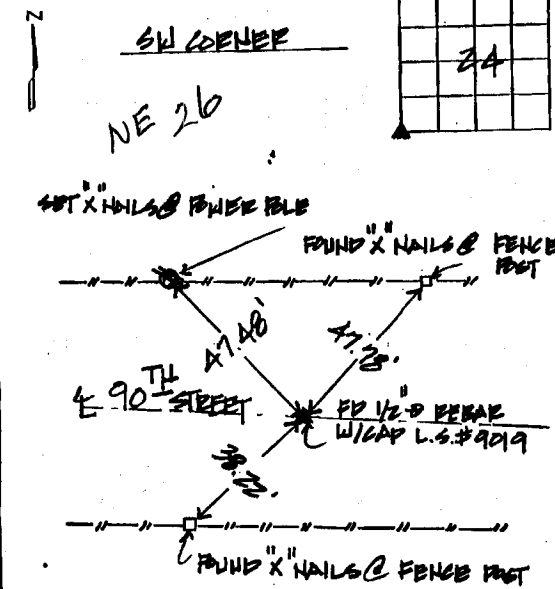 N
SW CORNER
24
NE 26
SET "X" NAILS @ POWER POLE
FOUND "X" NAILS @ FENCE
POST
47.48'
47.78'
℄ 90TH STREET
FD 1/2" Ø REBAR
W/CAP L.S.#9019
38.22'
FOUND "X" NAILS @ FENCE POST